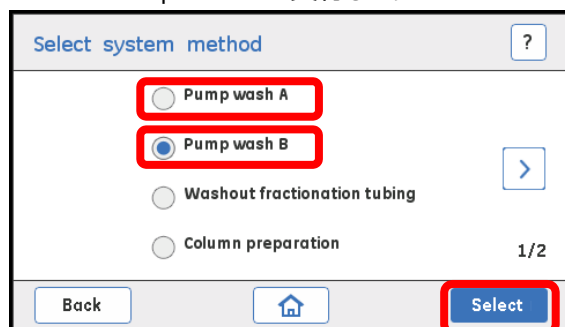 Select system method
?
Pump wash A
Pump wash B
>
Washout fractionation tubing
Column preparation
1/2
Back
Select